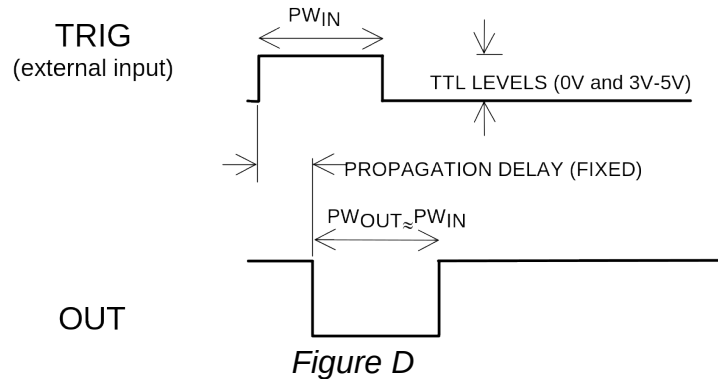 PWIN
TRIG
(external input)
TTL LEVELS (0V and 3V-5V)
PROPAGATION DELAY (FIXED)
PWOUT≈PWIN
OUT
Figure D